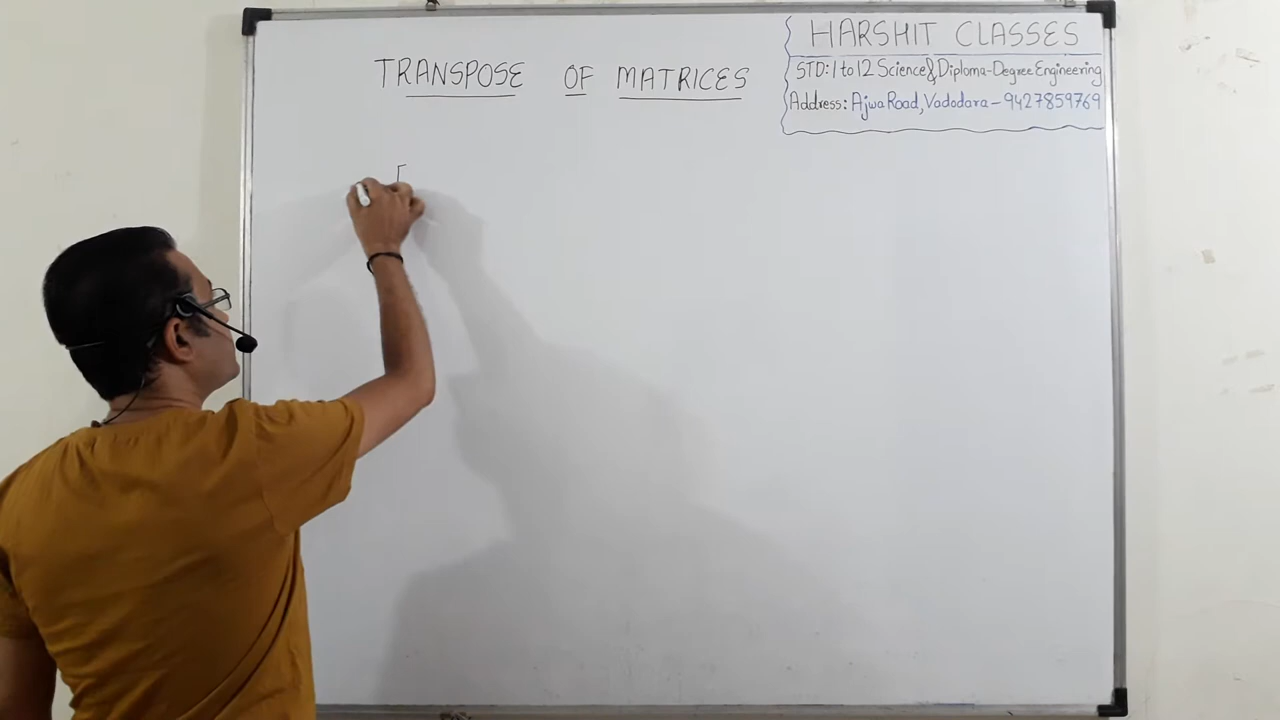 TRANSPOSE OF MATRICES
HARSHIT CLASSES
STD: 1 to 12 Science & Diploma-Degree Engineering
Address: Ajwa Road, Vadodara - 9427859769